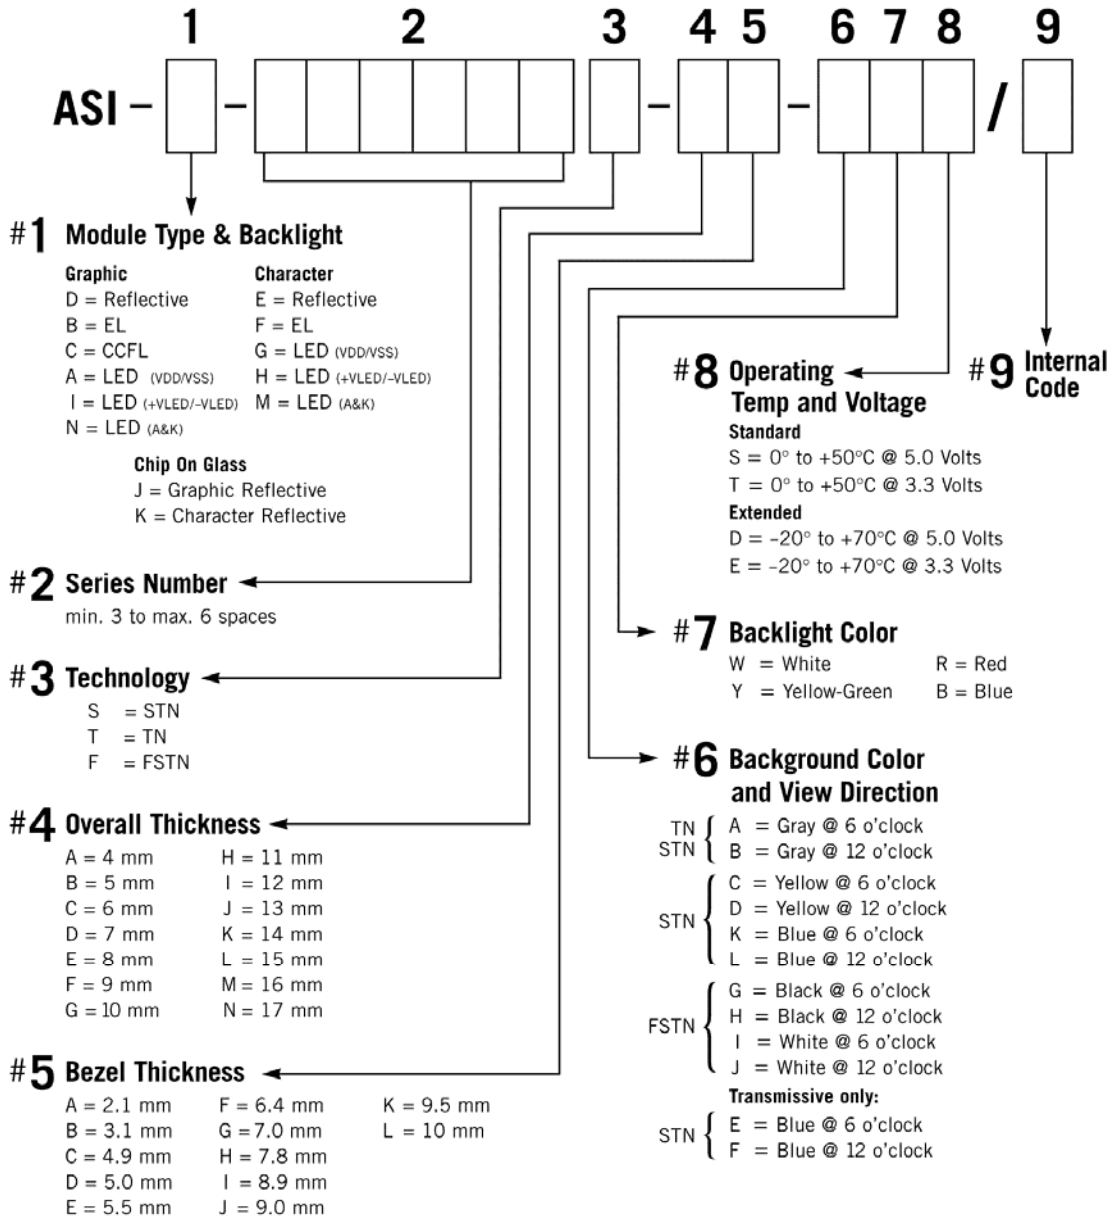 1 2 3 4 5 6 7 8 9
ASI – – – – /
#1 Module Type & Backlight
Graphic
D = Reflective
B = EL
C = CCFL
A = LED (VDD/VSS)
I = LED (+VLED/–VLED)
N = LED (A&K)
Character
E = Reflective
F = EL
G = LED (VDD/VSS)
H = LED (+VLED/–VLED)
M = LED (A&K)
Chip On Glass
J = Graphic Reflective
K = Character Reflective
#2 Series Number
min. 3 to max. 6 spaces
#3 Technology
S = STN
T = TN
F = FSTN
#4 Overall Thickness
A = 4 mm
B = 5 mm
C = 6 mm
D = 7 mm
E = 8 mm
F = 9 mm
G = 10 mm
H = 11 mm
I = 12 mm
J = 13 mm
K = 14 mm
L = 15 mm
M = 16 mm
N = 17 mm
#5 Bezel Thickness
A = 2.1 mm
B = 3.1 mm
C = 4.9 mm
D = 5.0 mm
E = 5.5 mm
F = 6.4 mm
G = 7.0 mm
H = 7.8 mm
I = 8.9 mm
J = 9.0 mm
K = 9.5 mm
L = 10 mm
#8 Operating
Temp and Voltage
Standard
S = 0° to +50°C @ 5.0 Volts
T = 0° to +50°C @ 3.3 Volts
Extended
D = –20° to +70°C @ 5.0 Volts
E = –20° to +70°C @ 3.3 Volts
#9 Internal
Code
#7 Backlight Color
W = White R = Red
Y = Yellow-Green B = Blue
#6 Background Color
and View Direction
TN
STN
A = Gray @ 6 o'clock
B = Gray @ 12 o'clock
STN
C = Yellow @ 6 o'clock
D = Yellow @ 12 o'clock
K = Blue @ 6 o'clock
L = Blue @ 12 o'clock
FSTN
G = Black @ 6 o'clock
H = Black @ 12 o'clock
I = White @ 6 o'clock
J = White @ 12 o'clock
Transmissive only:
STN
E = Blue @ 6 o'clock
F = Blue @ 12 o'clock